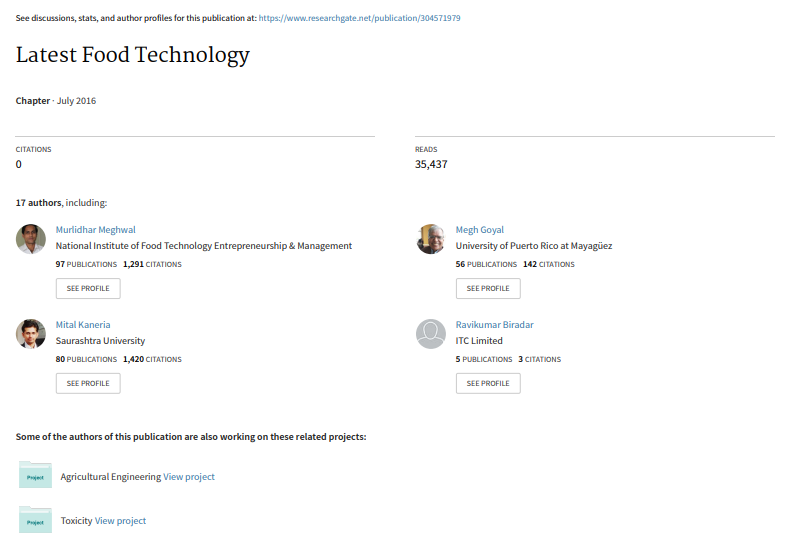 See discussions, stats, and author profiles for this publication at: https://www.researchgate.net/publication/304571979
Latest Food Technology
Chapter · July 2016
CITATIONS
0
READS
35,437
17 authors, including:
Murlidhar Meghwal
National Institute of Food Technology Entrepreneurship & Management
97 PUBLICATIONS 1,291 CITATIONS
SEE PROFILE
Megh Goyal
University of Puerto Rico at Mayagüez
56 PUBLICATIONS 142 CITATIONS
SEE PROFILE
Mital Kaneria
Saurashtra University
80 PUBLICATIONS 1,420 CITATIONS
SEE PROFILE
Ravikumar Biradar
ITC Limited
5 PUBLICATIONS 3 CITATIONS
SEE PROFILE
Some of the authors of this publication are also working on these related projects:
Project
Agricultural Engineering View project
Project
Toxicity View project